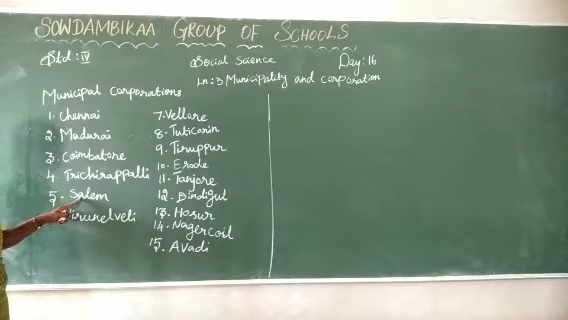 SOWDAMBIKAA GROUP OF SCHOOLS
Std : IV
Social Science
Day: 16
Ln: 3 Municipality and corporation
Municipal Corporations
1. Chennai
2. Madurai
3. Coimbatore
4. Trichirappalli
5. Salem
irunelveli
7. Vellore
8. Tuticorin
9. Tiruppur
10. Erode
11. Tanjore
12. Dindigul
13. Hosur
14. Nagercoil
15. Avadi